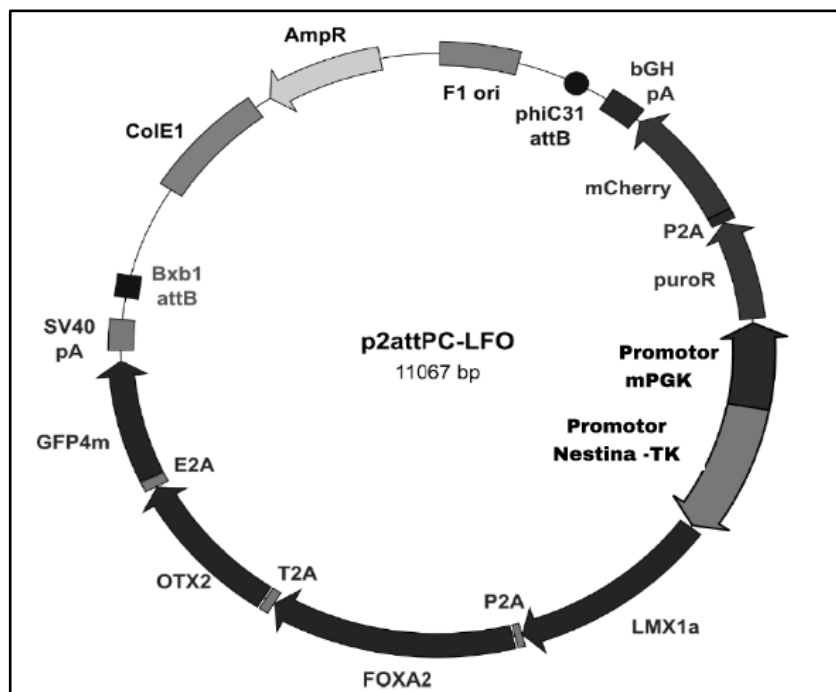 AmpR
F1 ori
phiC31
attB
bGH
pA
mCherry
P2A
puroR
Promotor
mPGK
Promotor
Nestina -TK
LMX1a
P2A
FOXA2
T2A
OTX2
E2A
GFP4m
SV40
pA
Bxb1
attB
ColE1
p2attPC-LFO
11067 bp